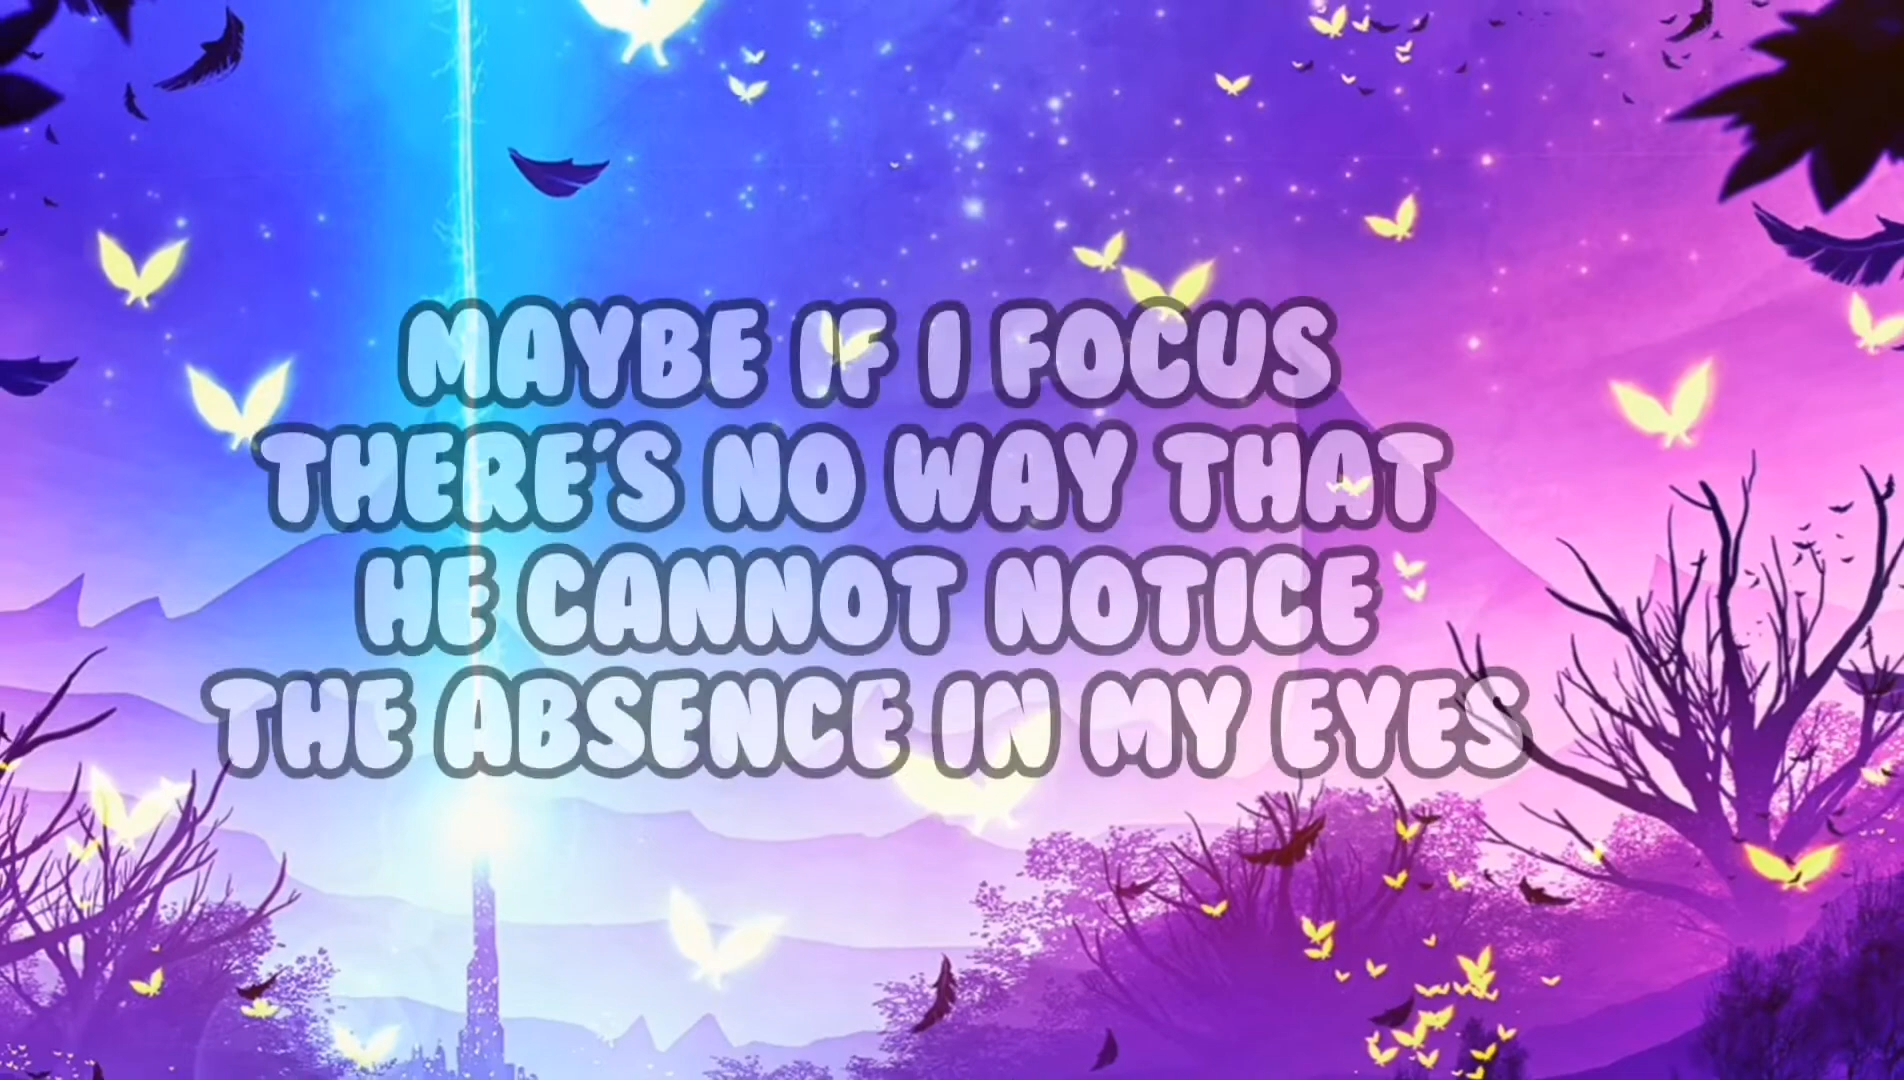 MAYBE IF I FOCUS
THERE'S NO WAY THAT
HE CANNOT NOTICE
THE ABSENCE IN MY EYES